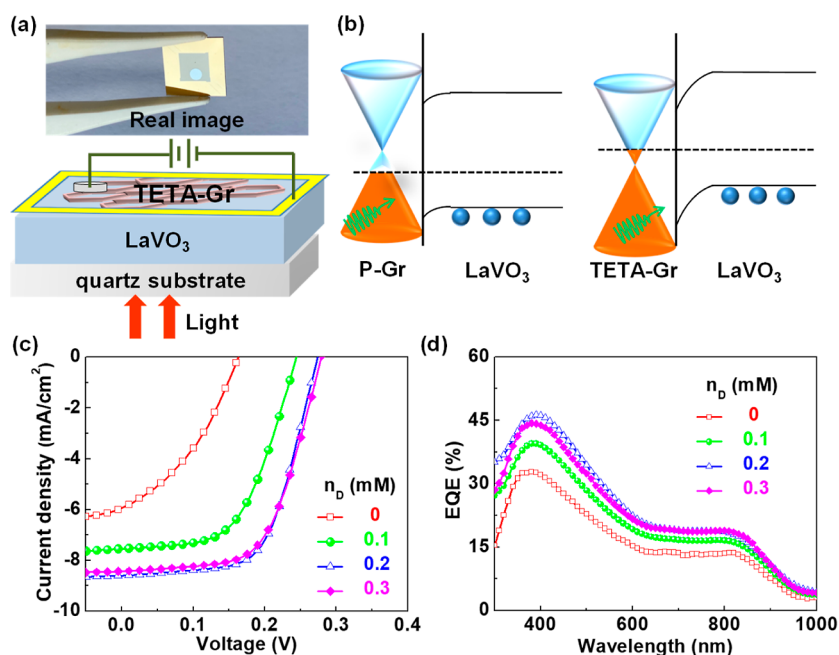 (a)
Real image
TETA-Gr
LaVO₃
quartz substrate
Light
(b)
P-Gr
LaVO₃
TETA-Gr
LaVO₃
(c)
0
-2
-4
-6
-8
-10
Current density (mA/cm²)
n_D (mM)
0
0.1
0.2
0.3
0.0 0.1 0.2 0.3 0.4
Voltage (V)
(d)
60
45
30
15
0
EQE (%)
n_D (mM)
0
0.1
0.2
0.3
400 600 800 1000
Wavelength (nm)